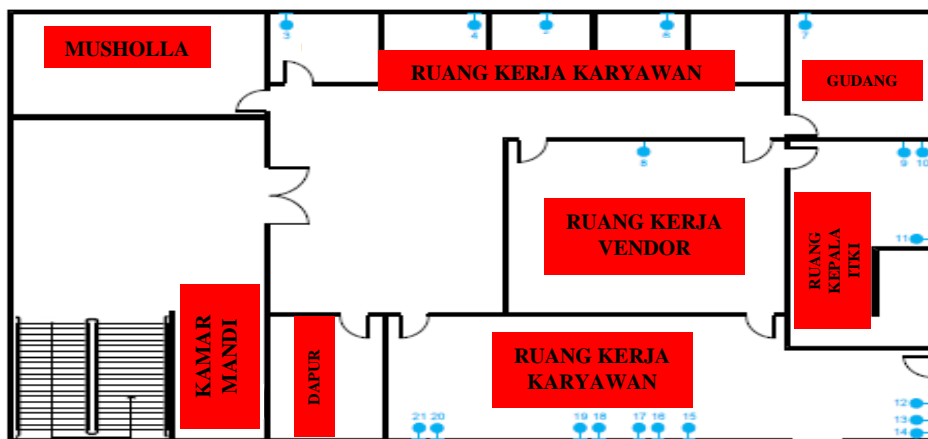 MUSHOLLA
3
4
5
6
7
RUANG KERJA KARYAWAN
GUDANG
8
9
10
RUANG KERJA
VENDOR
11
RUANG
KEPALA
ITKI
KAMAR
MANDI
DAPUR
RUANG KERJA
KARYAWAN
12
13
14
21
20
19
18
17
16
15